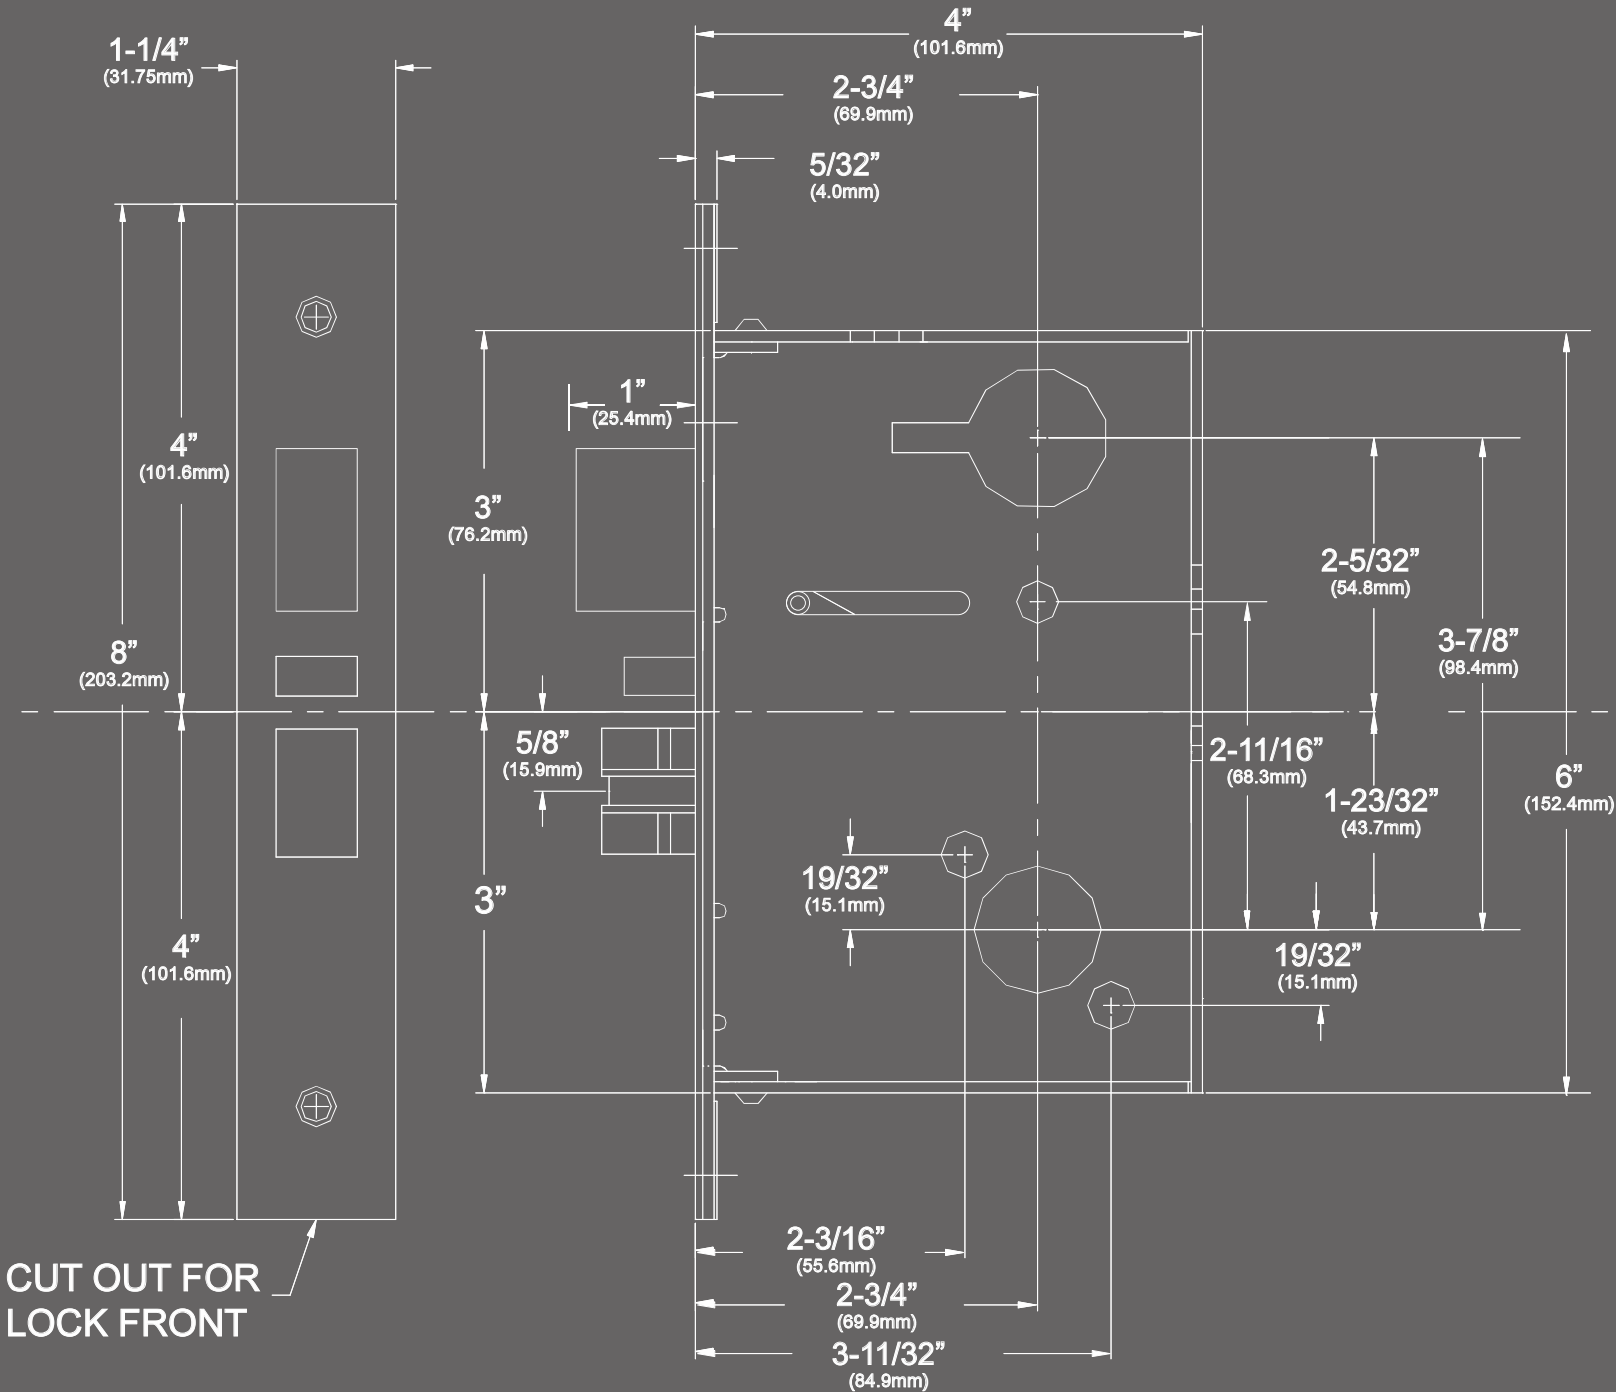 4”
(101.6mm)
1-1/4”
(31.75mm)
2-3/4”
(69.9mm)
5/32”
(4.0mm)
1”
(25.4mm)
4”
(101.6mm)
3”
(76.2mm)
2-5/32”
(54.8mm)
3-7/8”
(98.4mm)
8”
(203.2mm)
5/8”
(15.9mm)
2-11/16”
(68.3mm)
6”
(152.4mm)
1-23/32”
(43.7mm)
19/32”
(15.1mm)
3”
4”
(101.6mm)
19/32”
(15.1mm)
2-3/16”
(55.6mm)
CUT OUT FOR
LOCK FRONT
2-3/4”
(69.9mm)
3-11/32”
(84.9mm)